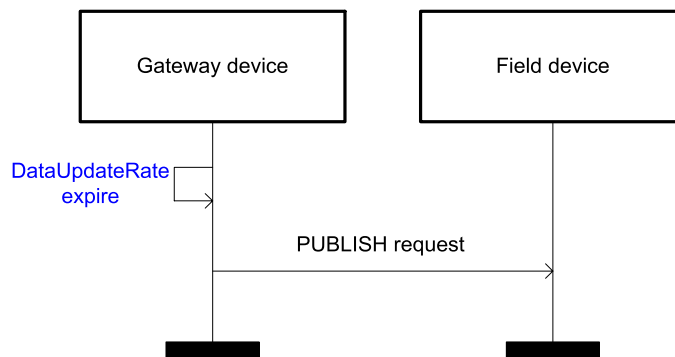 Gateway device
Field device
DataUpdateRate
expire
PUBLISH request